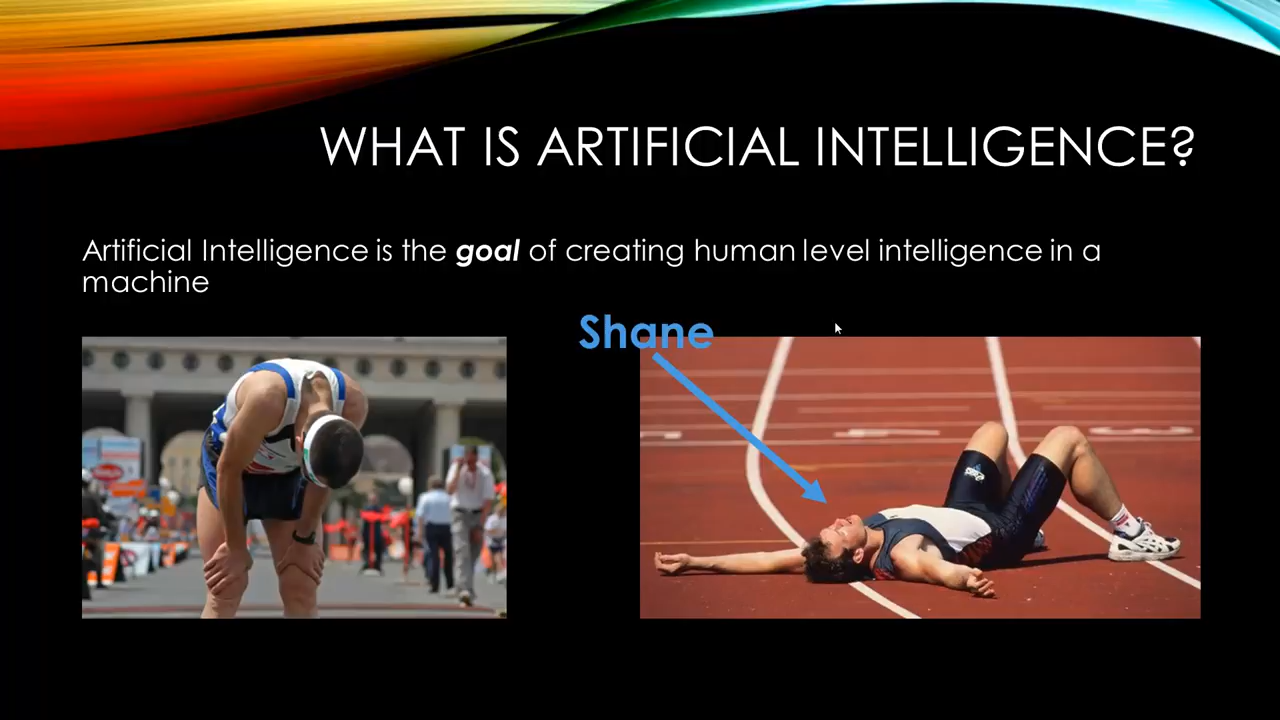 WHAT IS ARTIFICIAL INTELLIGENCE?
Artificial Intelligence is the goal of creating human level intelligence in a
machine
Shane